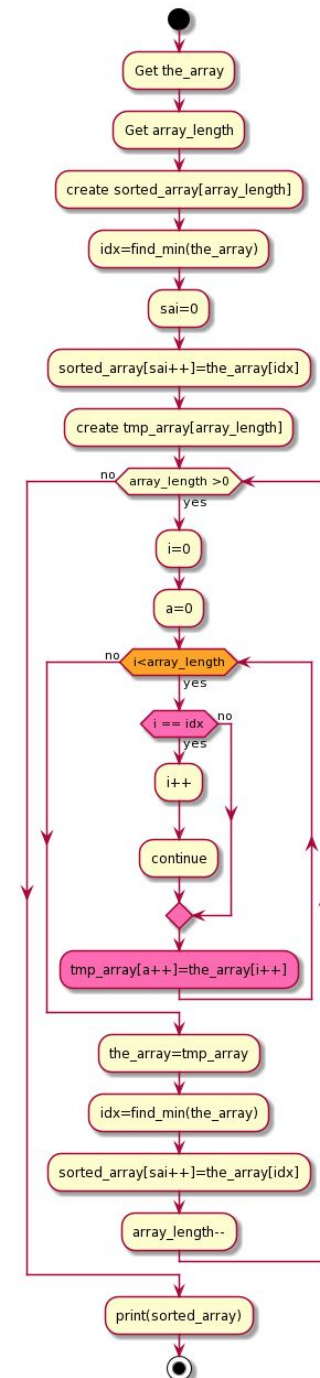 Get the_array
Get array_length
create sorted_array[array_length]
idx=find_min(the_array)
sai=0
sorted_array[sai++]=the_array[idx]
create tmp_array[array_length]
no
array_length >0
yes
i=0
a=0
no
i<array_length
yes
i == idx
no
yes
i++
continue
tmp_array[a++]=the_array[i++]
the_array=tmp_array
idx=find_min(the_array)
sorted_array[sai++]=the_array[idx]
array_length--
print(sorted_array)